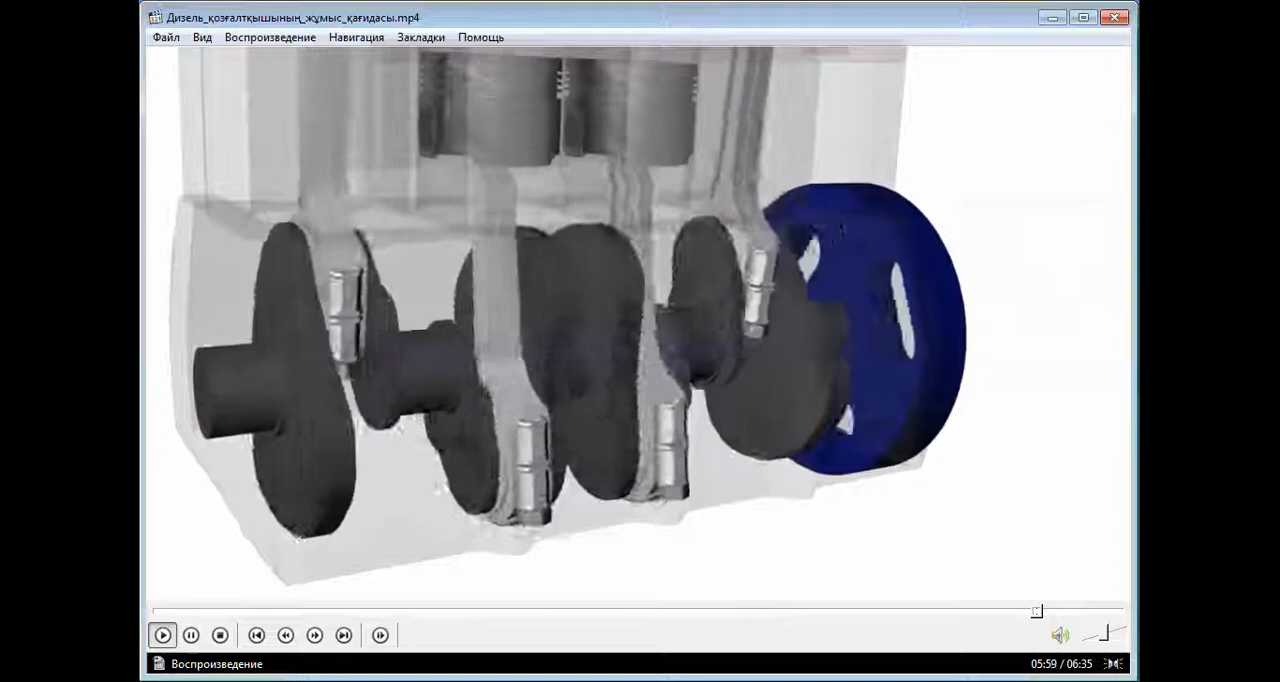 Дизель_қозғалтқышының_жұмыс_қағидасы.mp4
Файл Вид Воспроизведение Навигация Закладки Помощь
Воспроизведение 05:59 / 06:35